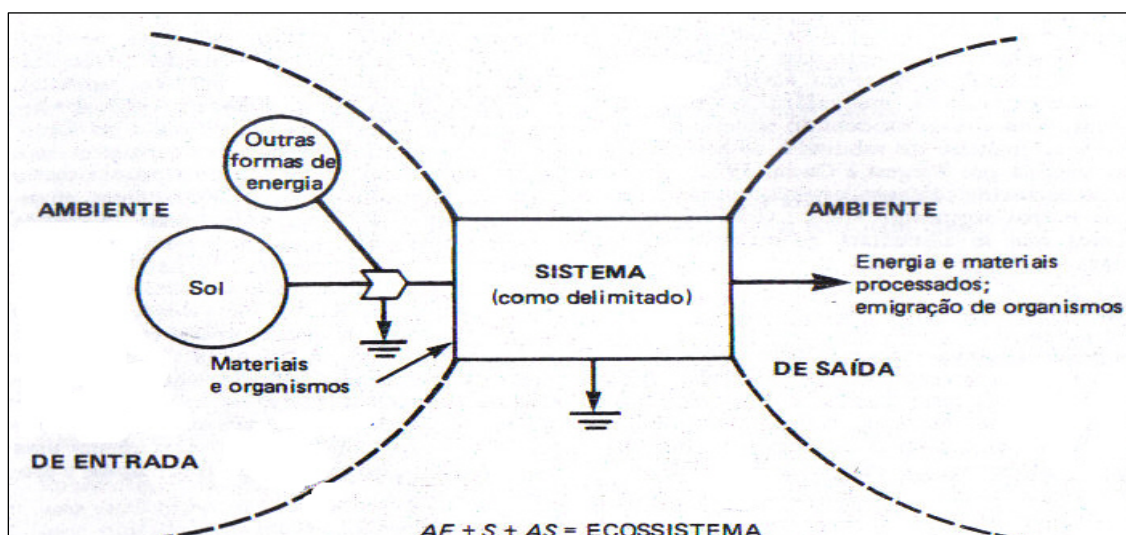 Outras
formas de
energia
AMBIENTE
Sol
Materiais
e organismos
DE ENTRADA
SISTEMA
(como delimitado)
AMBIENTE
Energia e materiais
processados;
emigração de organismos
DE SAÍDA
AE + S + AS = ECOSSISTEMA